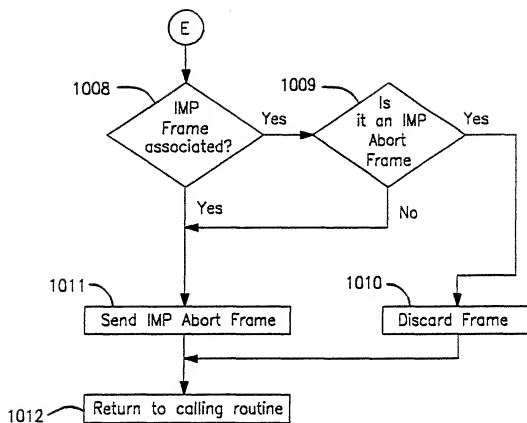 E
1008
IMP
Frame
associated?
Yes
1009
Is
it an IMP
Abort
Frame
Yes
Yes
No
1011
Send IMP Abort Frame
1010
Discard Frame
1012
Return to calling routine